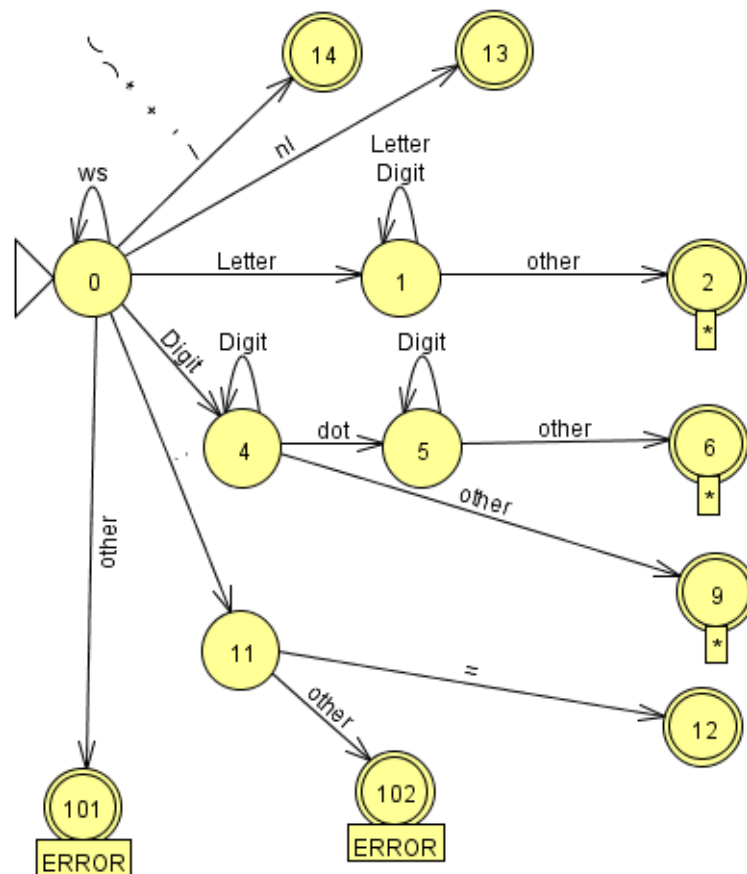 ( ) * + - /
14
13
nl
ws
Letter
Digit
0
Letter
1
other
2
*
Digit
Digit
Digit
4
dot
5
other
6
*
:
other
9
*
other
11
=
12
other
101
ERROR
102
ERROR